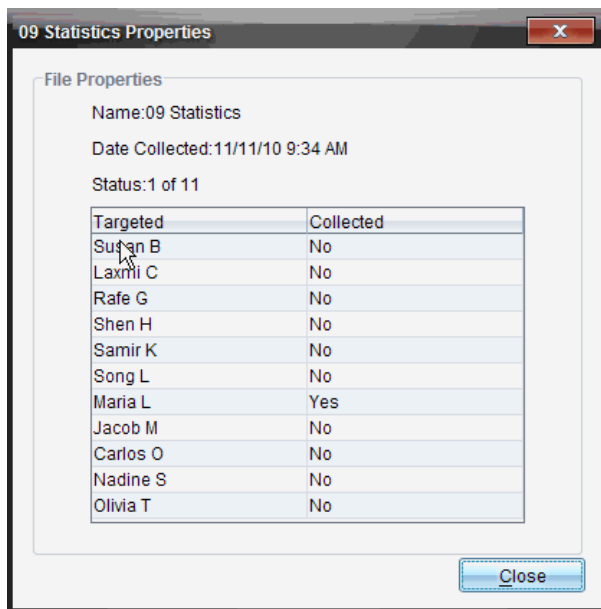 09 Statistics Properties
File Properties
Name:09 Statistics
Date Collected:11/11/10 9:34 AM
Status:1 of 11
Targeted Collected
Susan B No
Laxmi C No
Rafe G No
Shen H No
Samir K No
Song L No
Maria L Yes
Jacob M No
Carlos O No
Nadine S No
Olivia T No
Close